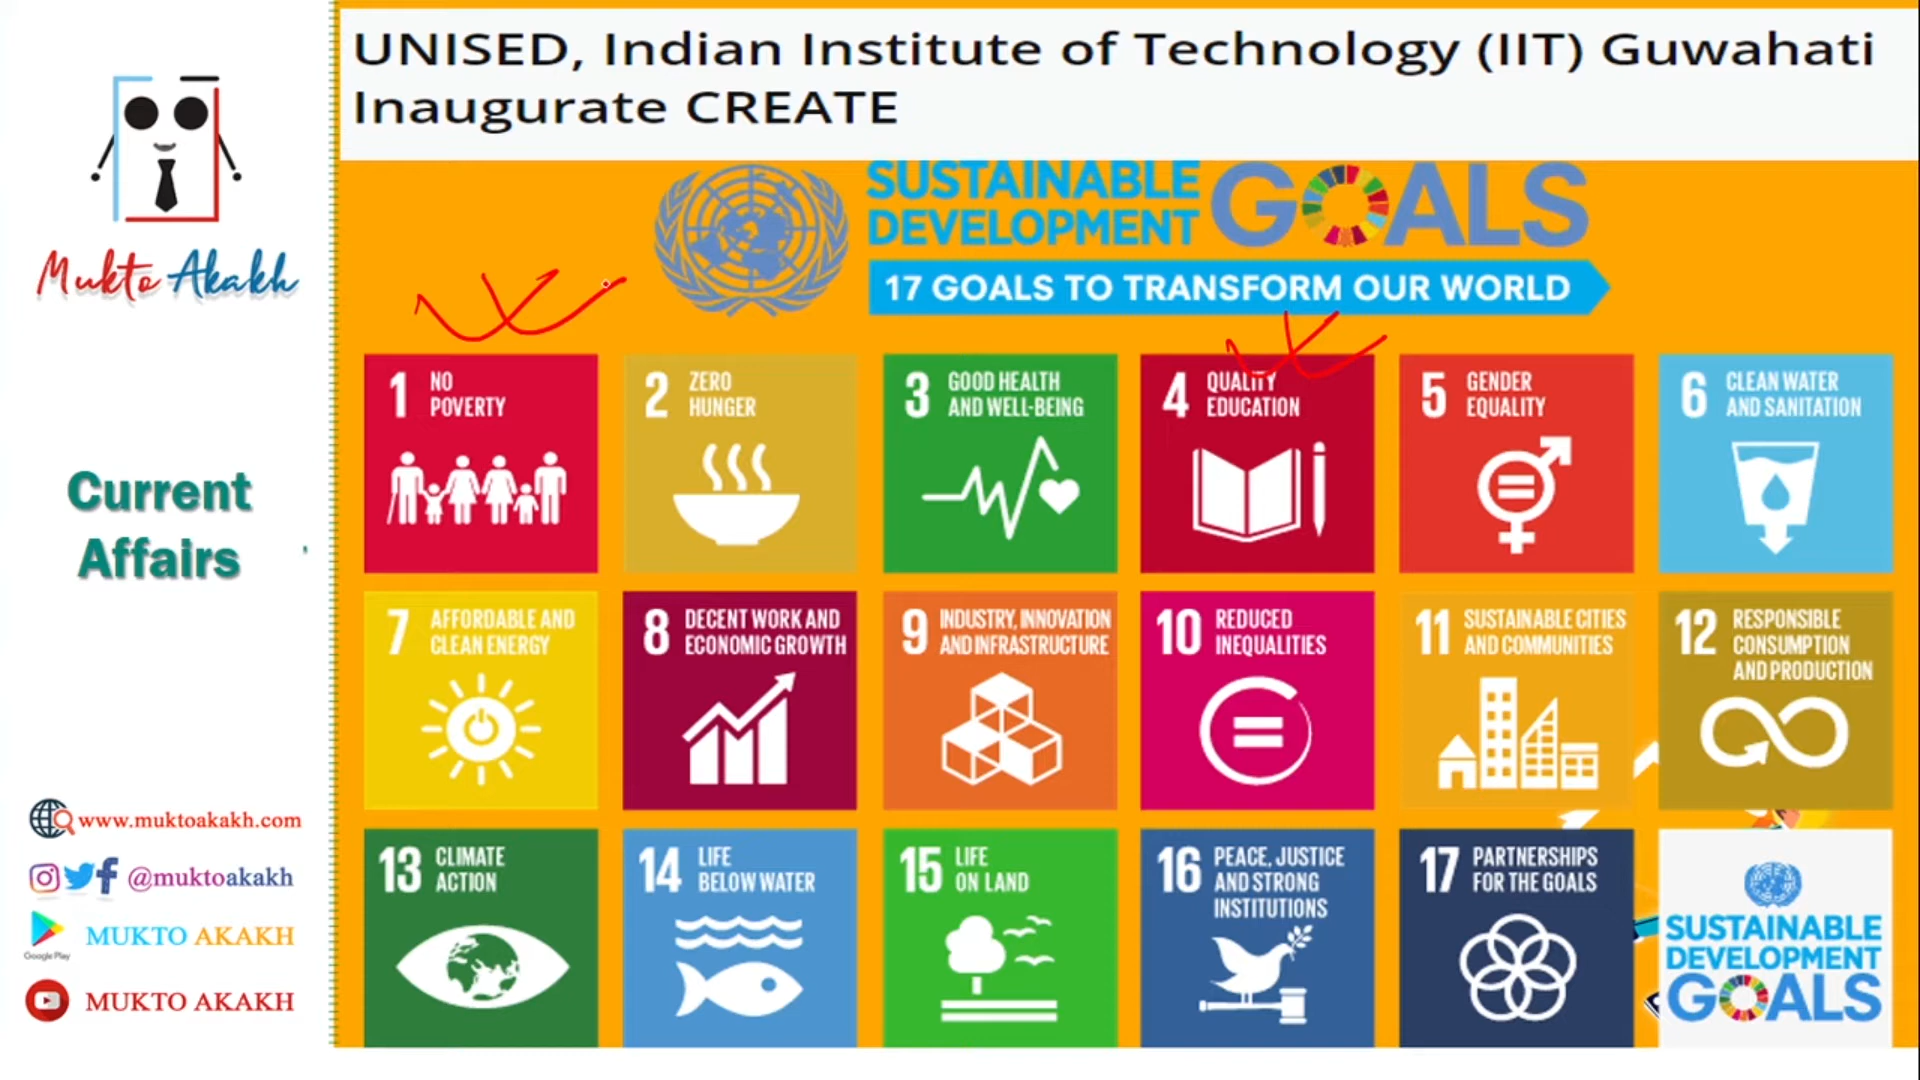 UNISED, Indian Institute of Technology (IIT) Guwahati
Inaugurate CREATE
SUSTAINABLE
DEVELOPMENT
GOALS
17 GOALS TO TRANSFORM OUR WORLD
Mukto Akakh
Current
Affairs
www.muktoakakh.com
@muktoakakh
Google Play
MUKTO AKAKH
MUKTO AKAKH
1 NO
POVERTY
2 ZERO
HUNGER
3 GOOD HEALTH
AND WELL-BEING
4 QUALITY
EDUCATION
5 GENDER
EQUALITY
6 CLEAN WATER
AND SANITATION
7 AFFORDABLE AND
CLEAN ENERGY
8 DECENT WORK AND
ECONOMIC GROWTH
9 INDUSTRY, INNOVATION
AND INFRASTRUCTURE
10 REDUCED
INEQUALITIES
11 SUSTAINABLE CITIES
AND COMMUNITIES
12 RESPONSIBLE
CONSUMPTION
AND PRODUCTION
13 CLIMATE
ACTION
14 LIFE
BELOW WATER
15 LIFE
ON LAND
16 PEACE, JUSTICE
AND STRONG
INSTITUTIONS
17 PARTNERSHIPS
FOR THE GOALS
SUSTAINABLE
DEVELOPMENT
GOALS